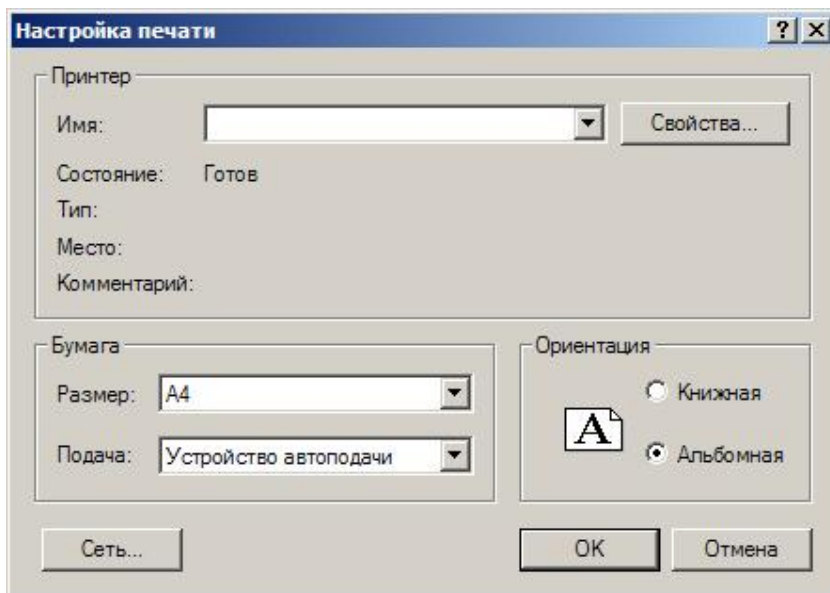 Настройка печати
Принтер
Имя:
Свойства...
Состояние: Готов
Тип:
Место:
Комментарий:
Бумага
Размер: A4
Подача: Устройство автоподачи
Ориентация
A
Книжная
Альбомная
Сеть...
OK
Отмена